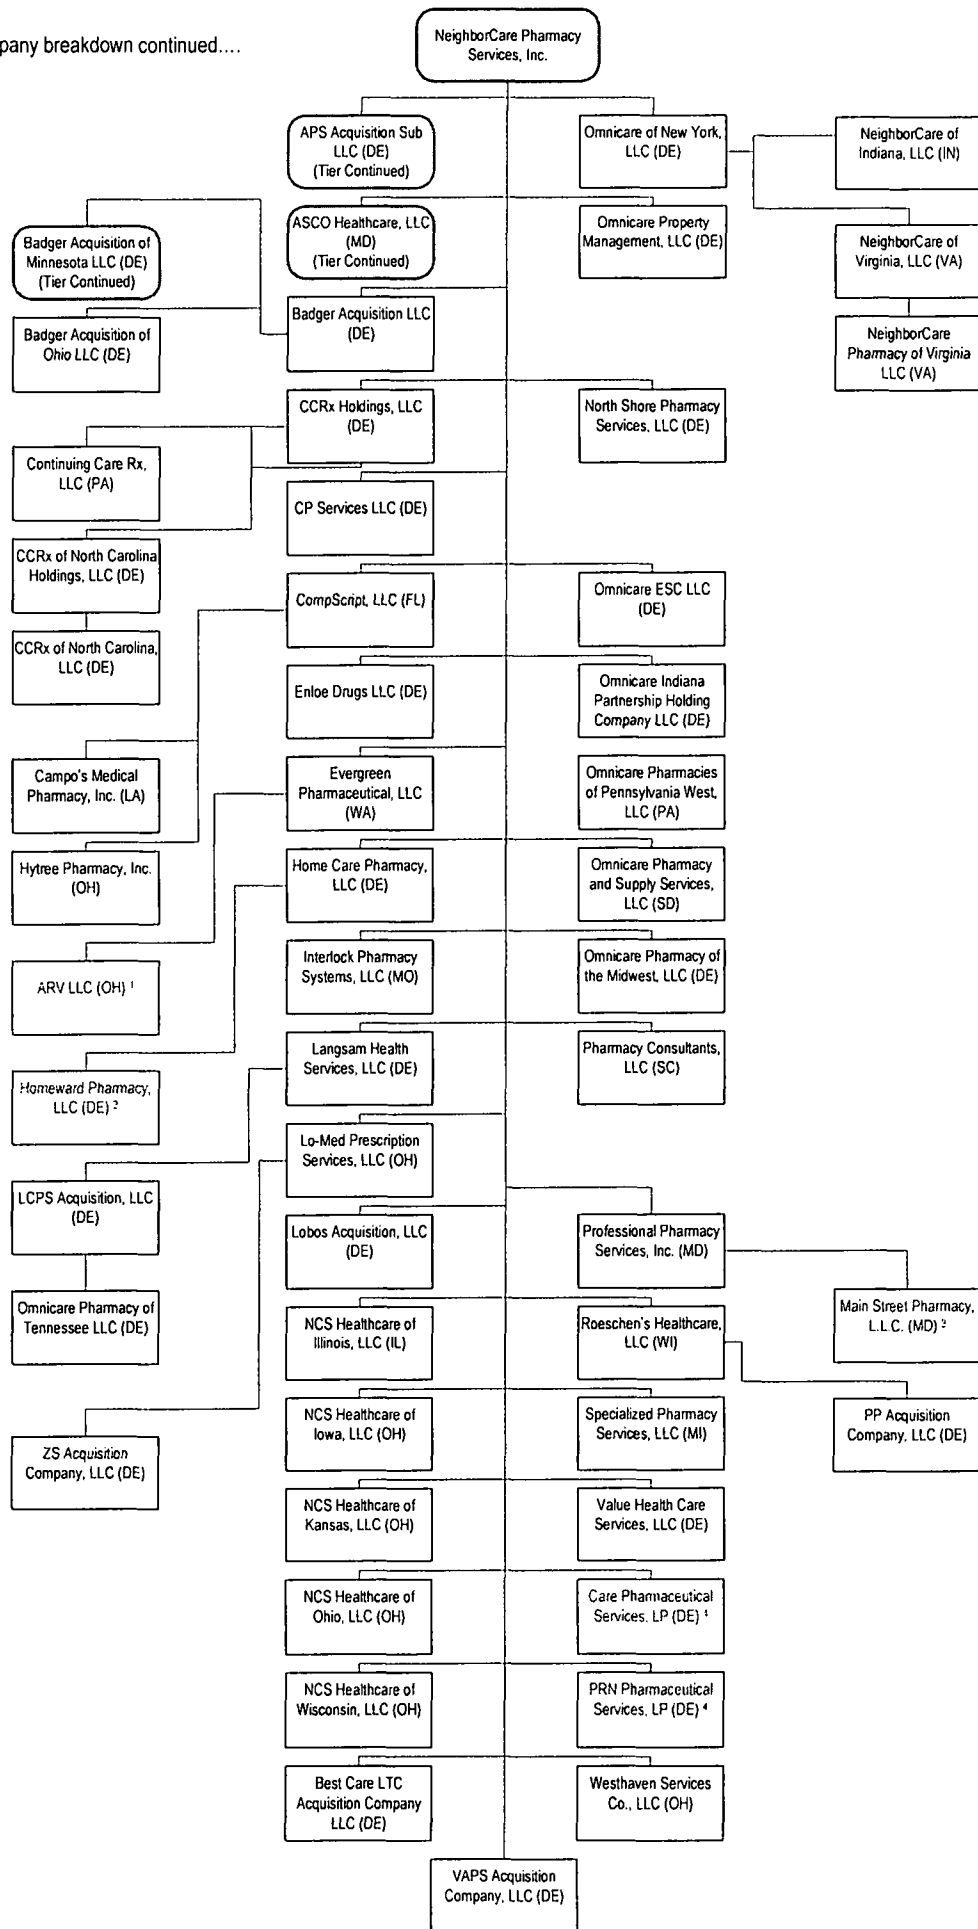 pany breakdown continued....
NeighborCare Pharmacy
Services, Inc.
APS Acquisition Sub
LLC (DE)
(Tier Continued)
Omnicare of New York,
LLC (DE)
NeighborCare of
Indiana, LLC (IN)
Badger Acquisition of
Minnesota LLC (DE)
(Tier Continued)
ASCO Healthcare, LLC
(MD)
(Tier Continued)
Omnicare Property
Management, LLC (DE)
NeighborCare of
Virginia, LLC (VA)
Badger Acquisition of
Ohio LLC (DE)
Badger Acquisition LLC
(DE)
NeighborCare
Pharmacy of Virginia
LLC (VA)
CCRx Holdings, LLC
(DE)
North Shore Pharmacy
Services, LLC (DE)
Continuing Care Rx,
LLC (PA)
CP Services LLC (DE)
CCRx of North Carolina
Holdings, LLC (DE)
CompScript, LLC (FL)
Omnicare ESC LLC
(DE)
CCRx of North Carolina,
LLC (DE)
Enloe Drugs LLC (DE)
Omnicare Indiana
Partnership Holding
Company LLC (DE)
Campo's Medical
Pharmacy, Inc. (LA)
Evergreen
Pharmaceutical, LLC
(WA)
Omnicare Pharmacies
of Pennsylvania West,
LLC (PA)
Hytree Pharmacy, Inc.
(OH)
Home Care Pharmacy,
LLC (DE)
Omnicare Pharmacy
and Supply Services,
LLC (SD)
ARV LLC (OH) 1
Interlock Pharmacy
Systems, LLC (MO)
Omnicare Pharmacy of
the Midwest, LLC (DE)
Homeward Pharmacy,
LLC (DE) 2
Langsam Health
Services, LLC (DE)
Pharmacy Consultants,
LLC (SC)
Lo-Med Prescription
Services, LLC (OH)
LCPS Acquisition, LLC
(DE)
Lobos Acquisition, LLC
(DE)
Professional Pharmacy
Services, Inc. (MD)
Omnicare Pharmacy of
Tennessee LLC (DE)
NCS Healthcare of
Illinois, LLC (IL)
Roeschen's Healthcare,
LLC (WI)
Main Street Pharmacy,
L.L.C. (MD) 3
ZS Acquisition
Company, LLC (DE)
NCS Healthcare of
Iowa, LLC (OH)
Specialized Pharmacy
Services, LLC (MI)
PP Acquisition
Company, LLC (DE)
NCS Healthcare of
Kansas, LLC (OH)
Value Health Care
Services, LLC (DE)
NCS Healthcare of
Ohio, LLC (OH)
Care Pharmaceutical
Services, LP (DE) 4
NCS Healthcare of
Wisconsin, LLC (OH)
PRN Pharmaceutical
Services, LP (DE) 4
Best Care LTC
Acquisition Company
LLC (DE)
Westhaven Services
Co., LLC (OH)
VAPS Acquisition
Company, LLC (DE)